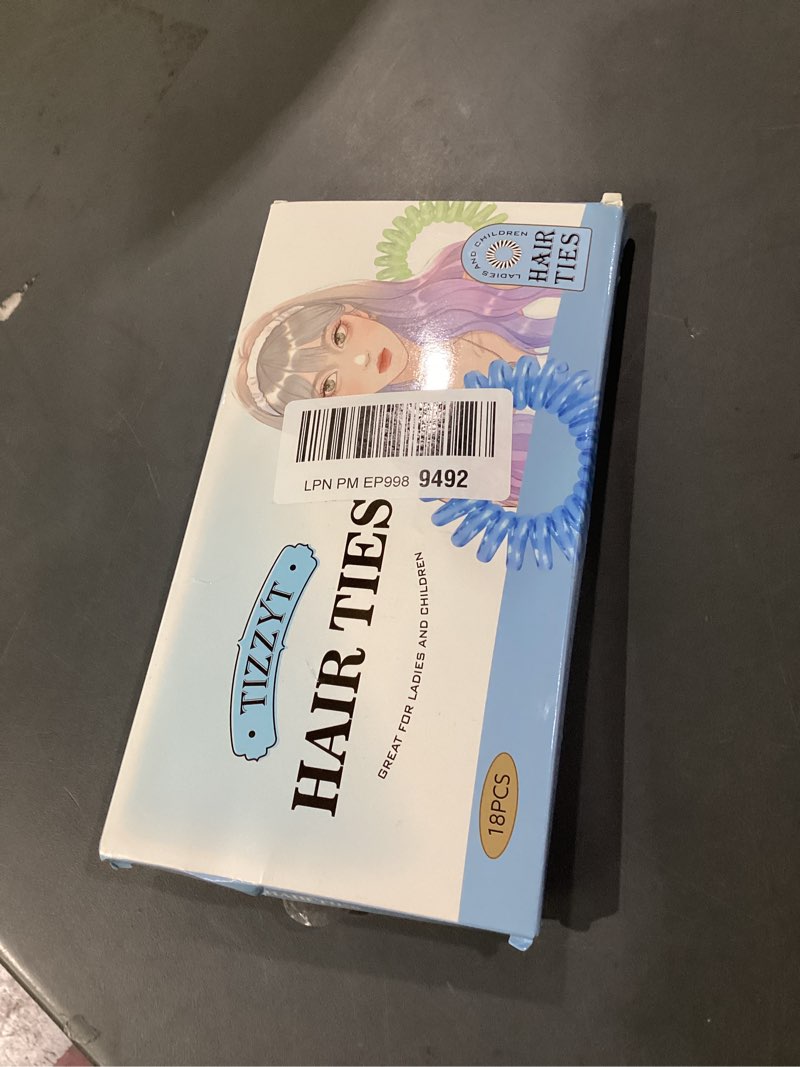 LADIES AND CHILDREN
HAIR
TIES
LPN PM EP998 9492
TIZZYT
HAIR TIES
GREAT FOR LADIES AND CHILDREN
18PCS